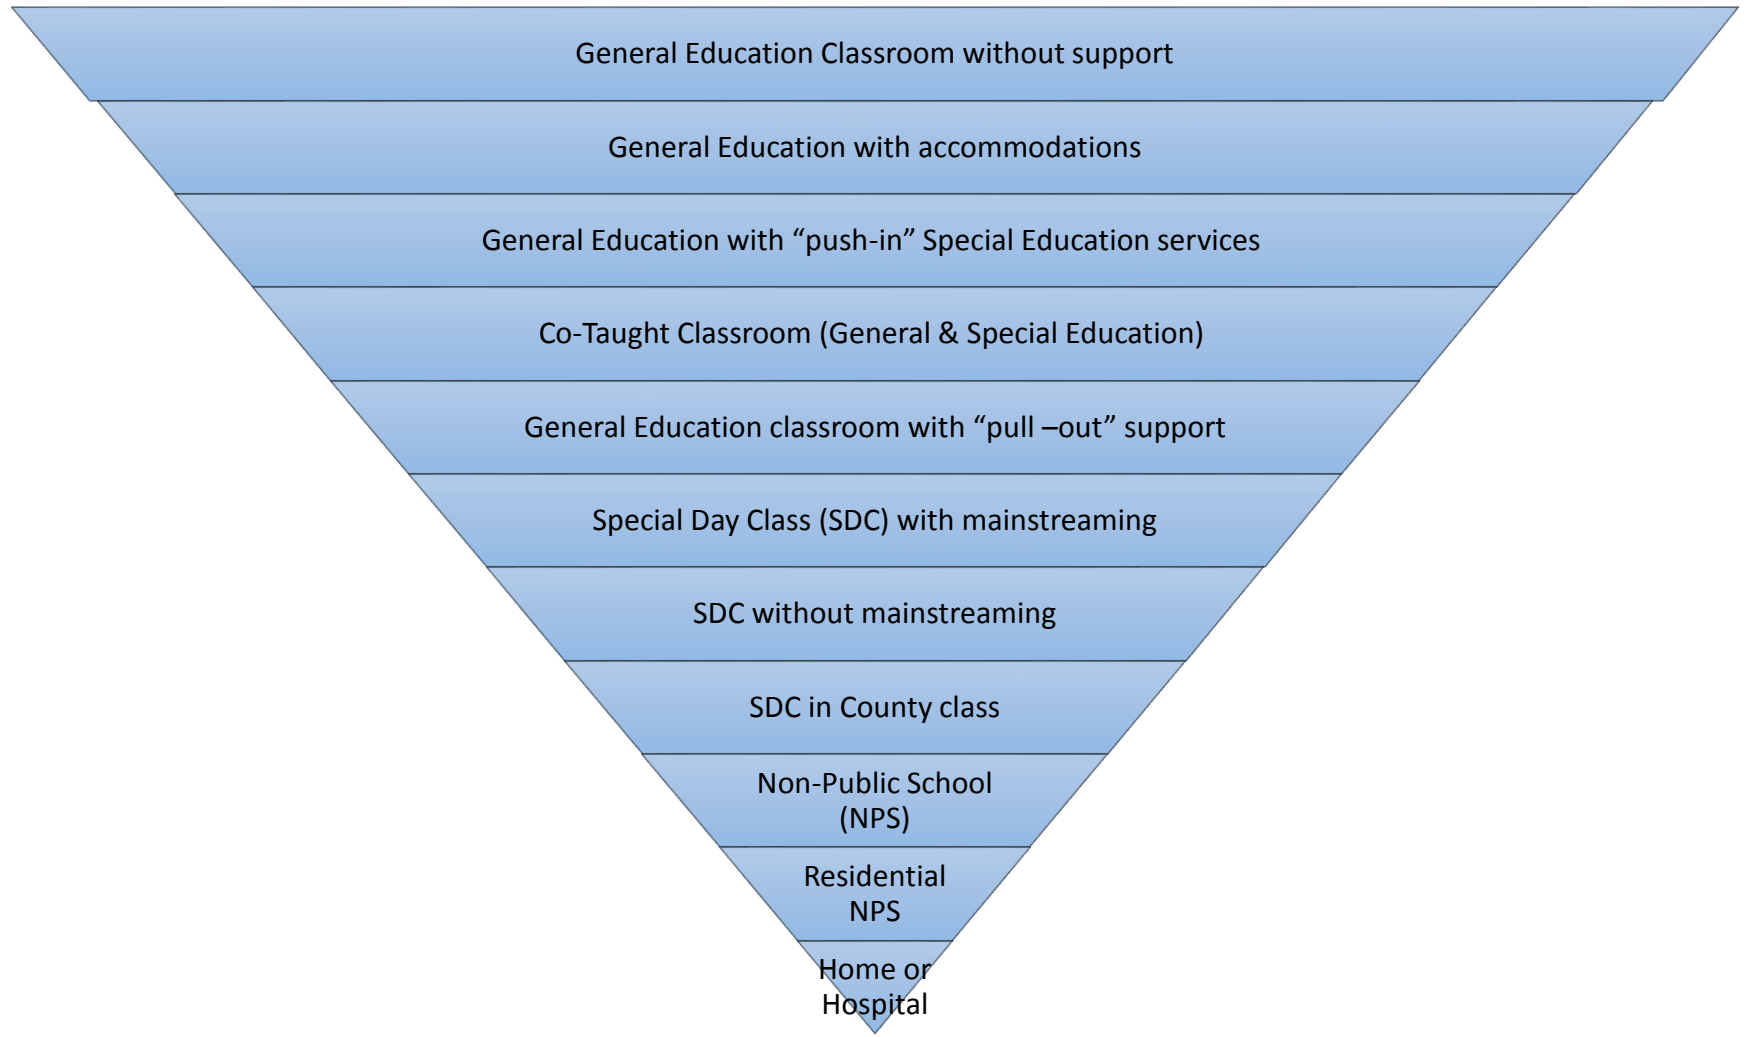 General Education Classroom without support
General Education with accommodations
General Education with “push-in” Special Education services
Co-Taught Classroom (General & Special Education)
General Education classroom with “pull –out” support
Special Day Class (SDC) with mainstreaming
SDC without mainstreaming
SDC in County class
Non-Public School
(NPS)
Residential
NPS
Home or
Hospital